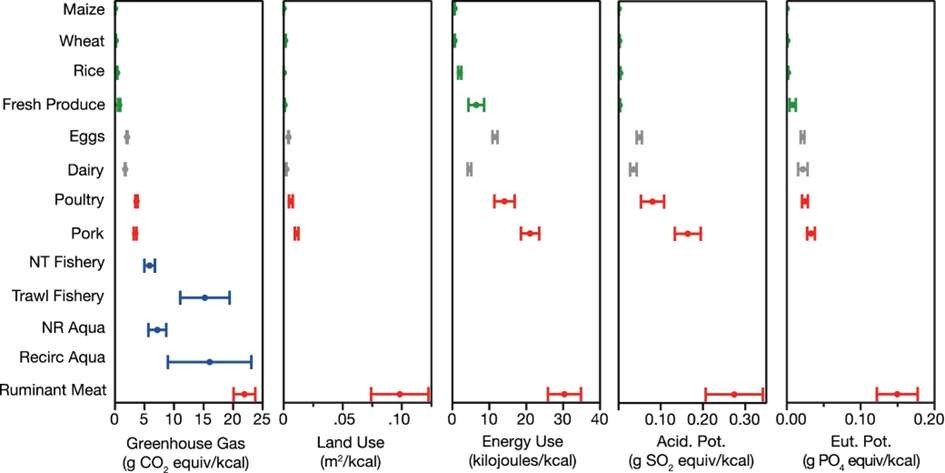 Maize
Wheat
Rice
Fresh Produce
Eggs
Dairy
Poultry
Pork
NT Fishery
Trawl Fishery
NR Aqua
Recirc Aqua
Ruminant Meat
0 5 10 15 20 25
0 .05 0.10
0 10 20 30 40
0.10 0.20 0.30
0.00 0.10 0.20
Greenhouse Gas
(g CO₂ equiv/kcal)
Land Use
(m²/kcal)
Energy Use
(kilojoules/kcal)
Acid. Pot.
(g SO₂ equiv/kcal)
Eut. Pot.
(g PO₄ equiv/kcal)